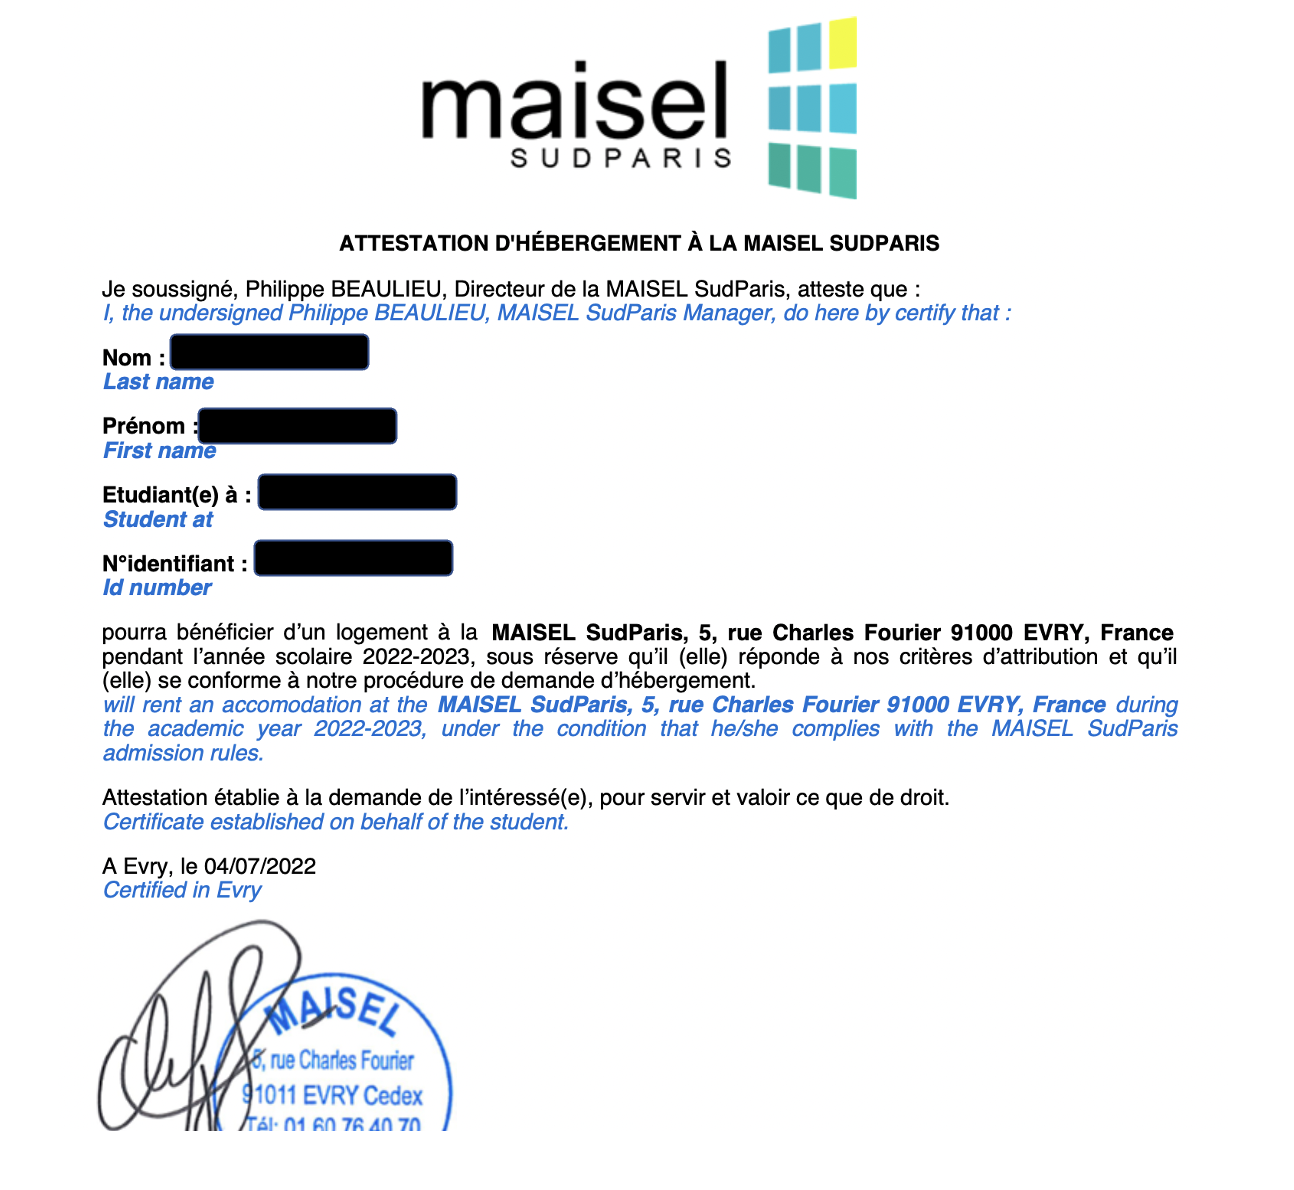 maisel
SUDPARIS
ATTESTATION D'HÉBERGEMENT À LA MAISEL SUDPARIS
Je soussigné, Philippe BEAULIEU, Directeur de la MAISEL SudParis, atteste que :
I, the undersigned Philippe BEAULIEU, MAISEL SudParis Manager, do here by certify that :
Nom :
Last name
Prénom :
First name
Etudiant(e) à :
Student at
N°identifiant :
Id number
pourra bénéficier d’un logement à la MAISEL SudParis, 5, rue Charles Fourier 91000 EVRY, France
pendant l’année scolaire 2022-2023, sous réserve qu’il (elle) réponde à nos critères d’attribution et qu’il
(elle) se conforme à notre procédure de demande d’hébergement.
will rent an accomodation at the MAISEL SudParis, 5, rue Charles Fourier 91000 EVRY, France during
the academic year 2022-2023, under the condition that he/she complies with the MAISEL SudParis
admission rules.
Attestation établie à la demande de l’intéressé(e), pour servir et valoir ce que de droit.
Certificate established on behalf of the student.
A Evry, le 04/07/2022
Certified in Evry
MAISEL
5, rue Charles Fourier
91011 EVRY Cedex
Tél: 01 60 76 40 70